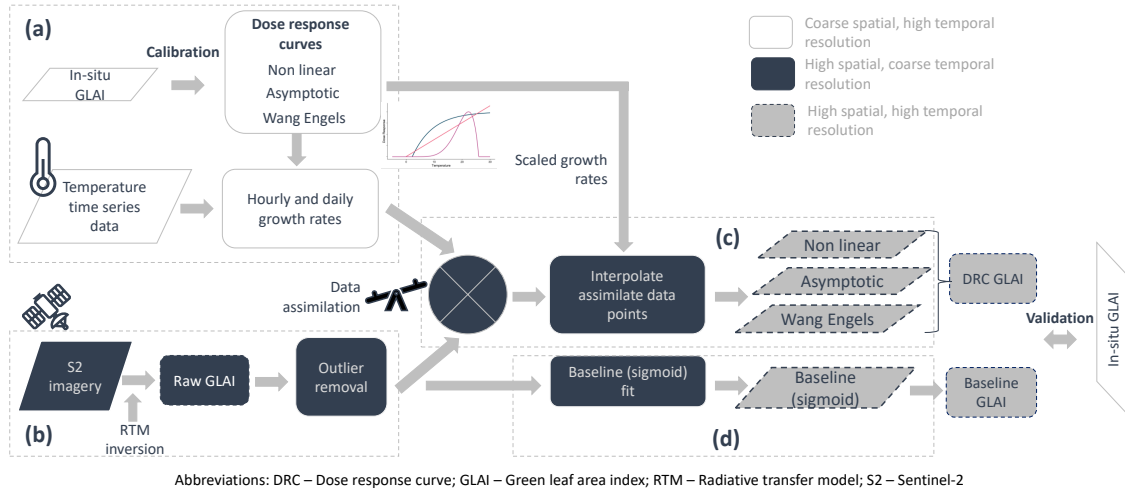 (a)
Dose response
curves
Non linear
Asymptotic
Wang Engels
Calibration
In-situ
GLAI
Coarse spatial, high temporal
resolution
High spatial, coarse temporal
resolution
High spatial, high temporal
resolution
Dose Response
Temperature
Scaled growth
rates
Temperature
time series
data
Hourly and daily
growth rates
(c)
Non linear
Asymptotic
Wang Engels
Data
assimilation
Interpolate
assimilate data
points
DRC GLAI
Validation
In-situ GLAI
S2
imagery
Raw GLAI
Outlier
removal
Baseline (sigmoid)
fit
Baseline
(sigmoid)
Baseline
GLAI
(b)
RTM
inversion
(d)
Abbreviations: DRC – Dose response curve; GLAI – Green leaf area index; RTM – Radiative transfer model; S2 – Sentinel-2